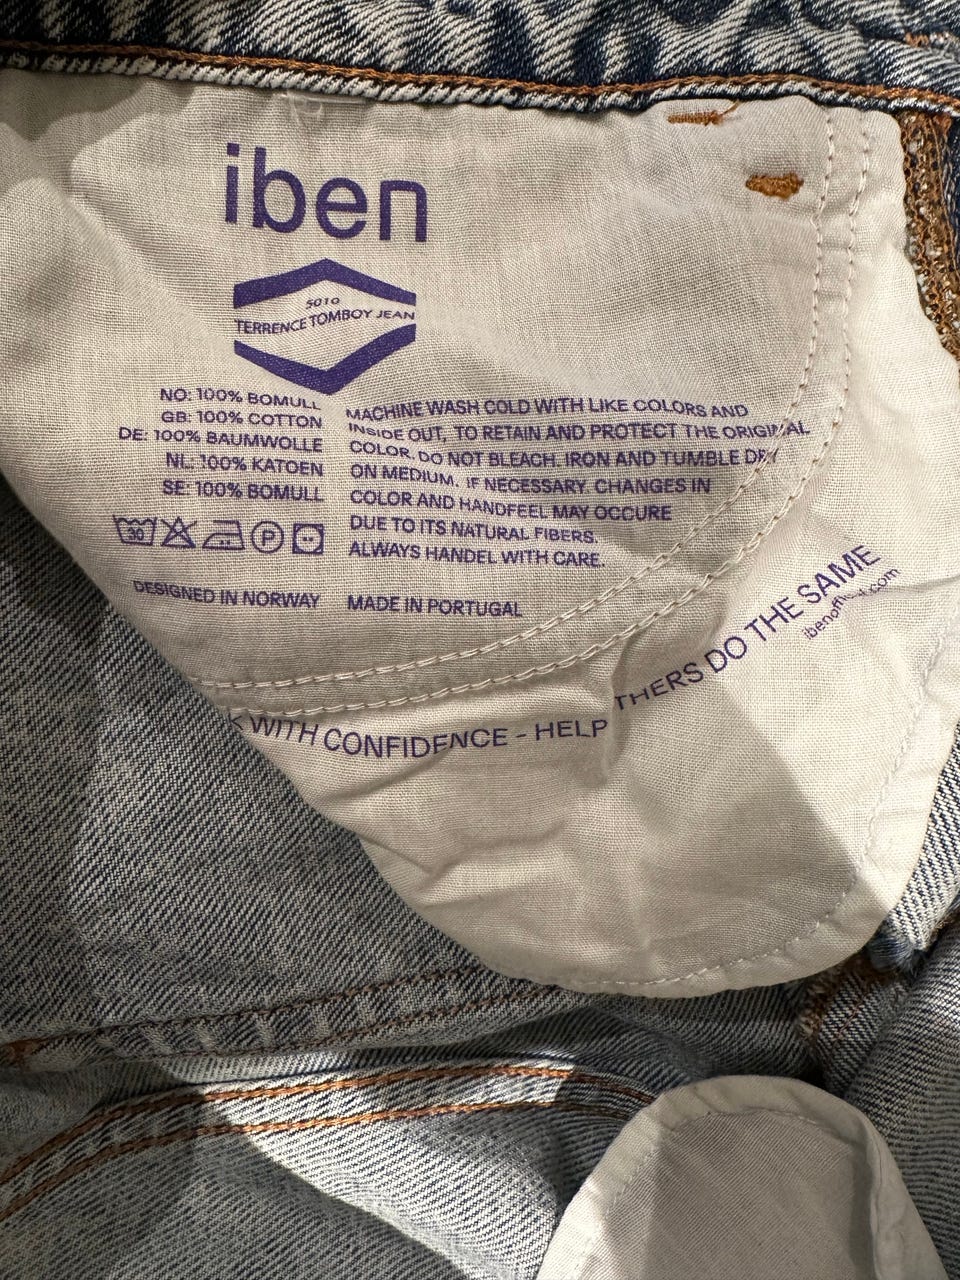 iben
5010
TERRENCE TOMBOY JEAN
NO: 100% BOMULL
GB: 100% COTTON
DE: 100% BAUMWOLLE
NL: 100% KATOEN
SE: 100% BOMULL
30
P
DESIGNED IN NORWAY
MACHINE WASH COLD WITH LIKE COLORS AND
INSIDE OUT, TO RETAIN AND PROTECT THE ORIGINAL
COLOR. DO NOT BLEACH. IRON AND TUMBLE DRY
ON MEDIUM, IF NECESSARY. CHANGES IN
COLOR AND HANDFEEL MAY OCCURE
DUE TO ITS NATURAL FIBERS.
ALWAYS HANDEL WITH CARE.
MADE IN PORTUGAL
WITH CONFIDENCE - HELP THERS DO THE SAME